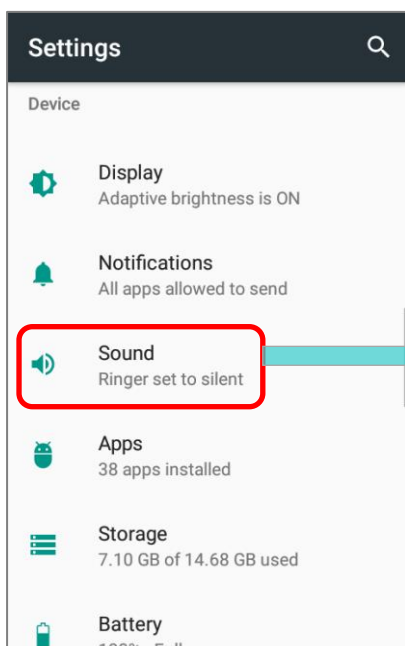 Settings
Device
Display
Adaptive brightness is ON
Notifications
All apps allowed to send
Sound
Ringer set to silent
Apps
38 apps installed
Storage
7.10 GB of 14.68 GB used
Battery